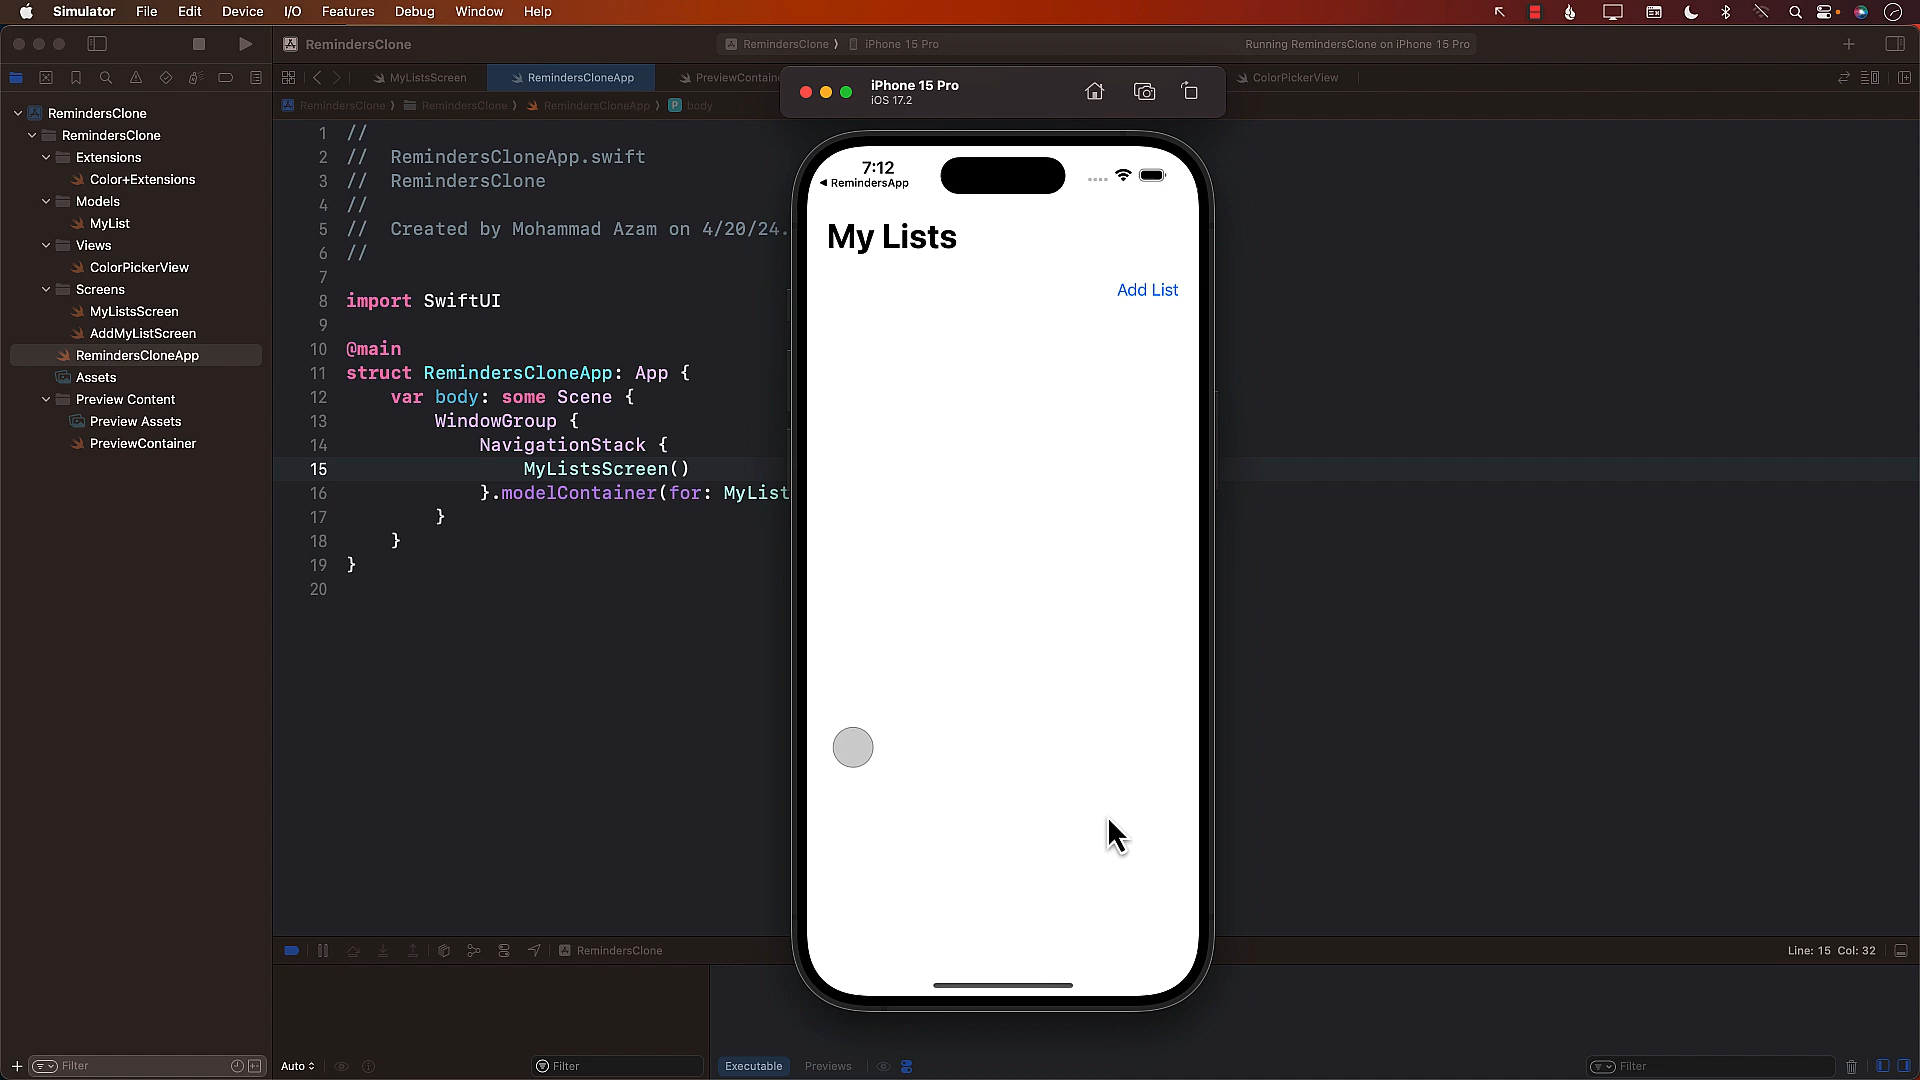 Simulator File Edit Device I/O Features Debug Window Help
RemindersClone
RemindersClone iPhone 15 Pro
Running RemindersClone on iPhone 15 Pro
MyListsScreen
RemindersCloneApp
PreviewContain
ColorPickerView
RemindersClone RemindersClone RemindersCloneApp P body
RemindersClone
RemindersClone
Extensions
Color+Extensions
Models
MyList
Views
ColorPickerView
Screens
MyListsScreen
AddMyListScreen
RemindersCloneApp
Assets
Preview Content
Preview Assets
PreviewContainer
1 //
2 // RemindersCloneApp.swift
3 // RemindersClone
4 //
5 // Created by Mohammad Azam on 4/20/24.
6 //
7
8 import SwiftUI
9
10 @main
11 struct RemindersCloneApp: App {
12 var body: some Scene {
13 WindowGroup {
14 NavigationStack {
15 MyListsScreen()
16 }.modelContainer(for: MyList
17 }
18 }
19 }
20
iPhone 15 Pro
iOS 17.2
7:12
RemindersApp
My Lists
Add List
RemindersClone
Line: 15 Col: 32
Filter
Auto
Filter
Executable
Previews
Filter